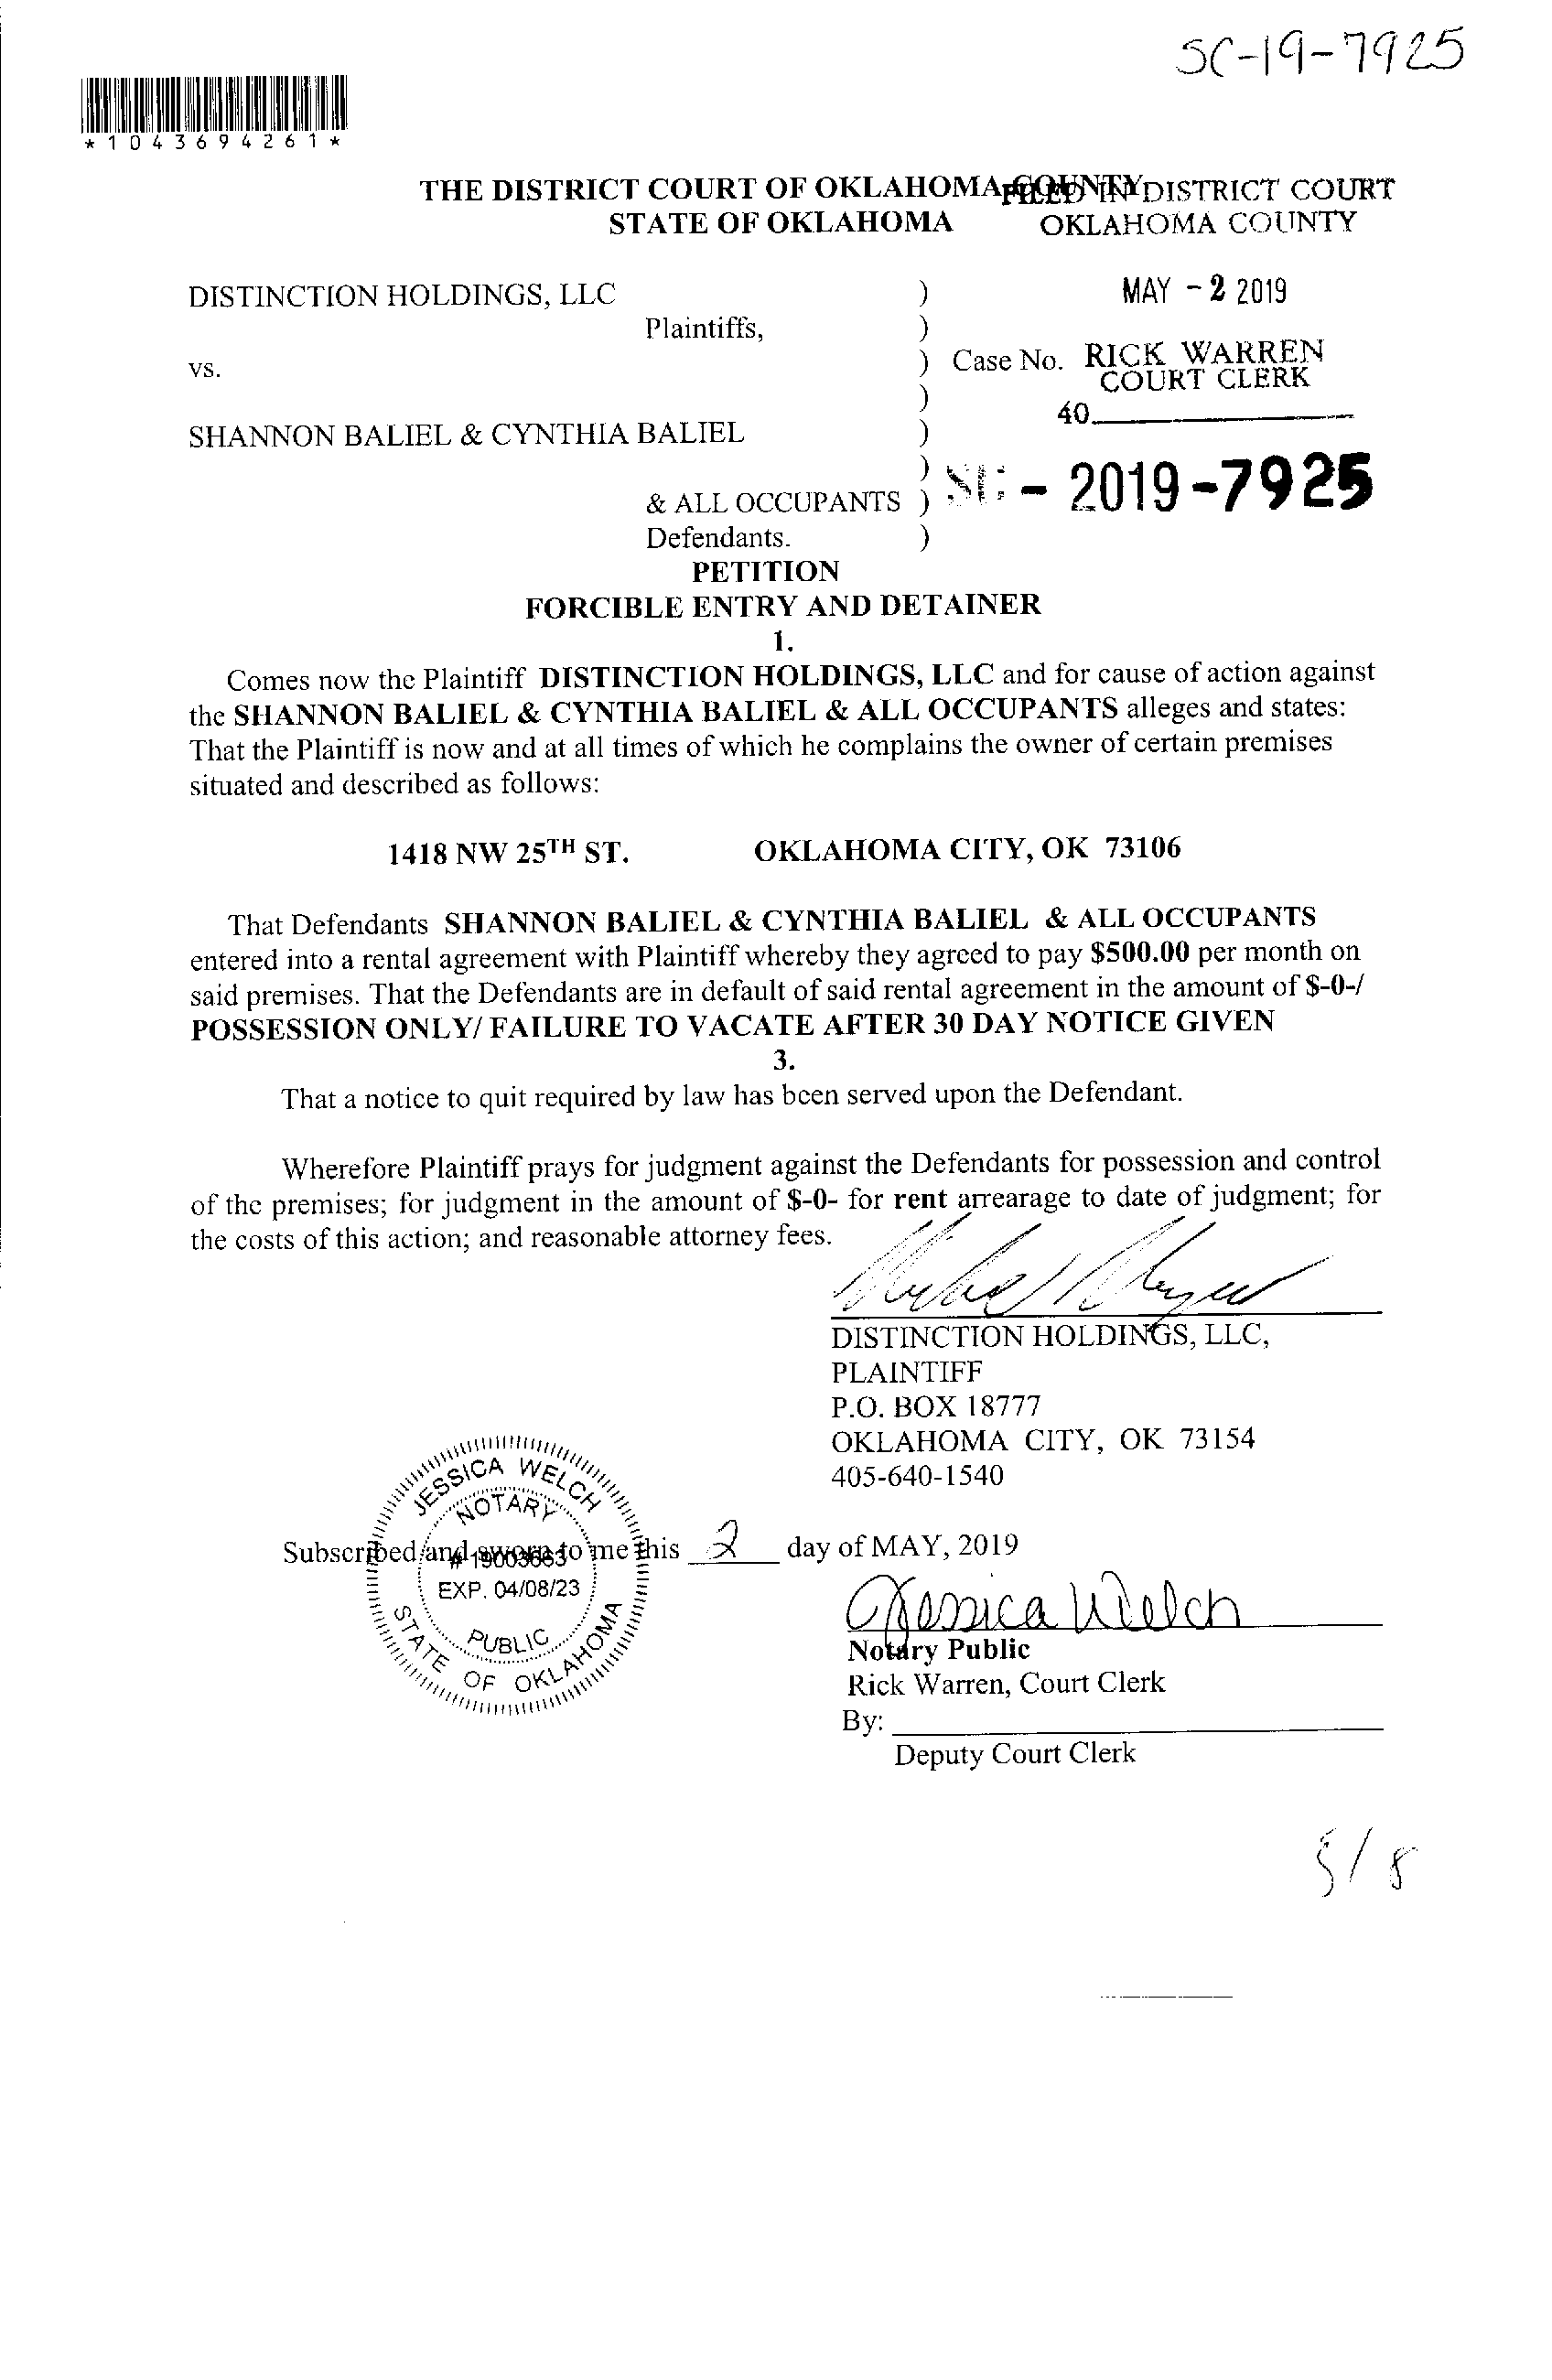 SC-19-7925
*1043694261*
THE DISTRICT COURT OF OKLAHOMA COUNTY
FILED IN DISTRICT COURT
STATE OF OKLAHOMA
OKLAHOMA COUNTY
DISTINCTION HOLDINGS, LLC )
MAY - 2 2019
Plaintiffs, )
vs. ) Case No.
RICK WARREN
COURT CLERK
)
40
SHANNON BALIEL & CYNTHIA BALIEL )
)
SC - 2019-7925
& ALL OCCUPANTS )
Defendants. )
PETITION
FORCIBLE ENTRY AND DETAINER
1.
Comes now the Plaintiff DISTINCTION HOLDINGS, LLC and for cause of action against
the SHANNON BALIEL & CYNTHIA BALIEL & ALL OCCUPANTS alleges and states:
That the Plaintiff is now and at all times of which he complains the owner of certain premises
situated and described as follows:
1418 NW 25TH ST. OKLAHOMA CITY, OK 73106
That Defendants SHANNON BALIEL & CYNTHIA BALIEL & ALL OCCUPANTS
entered into a rental agreement with Plaintiff whereby they agreed to pay $500.00 per month on
said premises. That the Defendants are in default of said rental agreement in the amount of $-0-/
POSSESSION ONLY/ FAILURE TO VACATE AFTER 30 DAY NOTICE GIVEN
3.
That a notice to quit required by law has been served upon the Defendant.
Wherefore Plaintiff prays for judgment against the Defendants for possession and control
of the premises; for judgment in the amount of $-0- for rent arrearage to date of judgment; for
the costs of this action; and reasonable attorney fees.
DISTINCTION HOLDINGS, LLC,
PLAINTIFF
P.O. BOX 18777
OKLAHOMA CITY, OK 73154
405-640-1540
JESSICA WELCH
NOTARY
# 19003663
EXP. 04/08/23
PUBLIC
STATE OF OKLAHOMA
Subscribed and sworn to me this 2 day of MAY, 2019
Jessica Welch
Notary Public
Rick Warren, Court Clerk
By:
Deputy Court Clerk
5/8